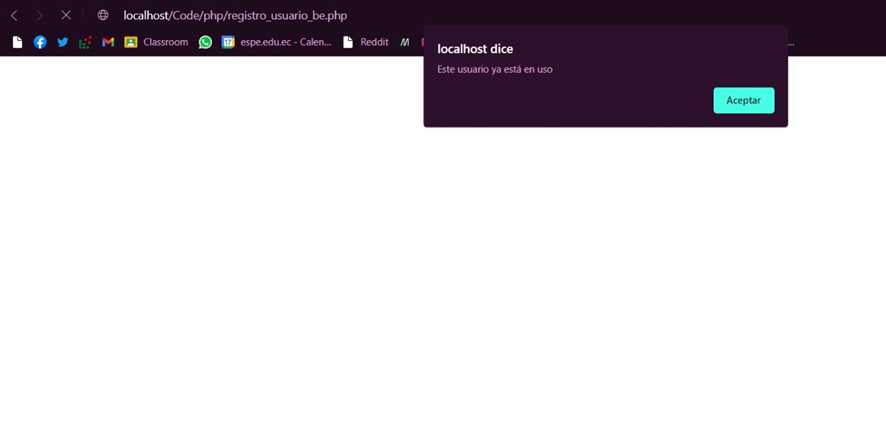 localhost/Code/php/registro_usuario_be.php
Classroom
17
espe.edu.ec - Calen...
Reddit
localhost dice
Este usuario ya está en uso
Aceptar